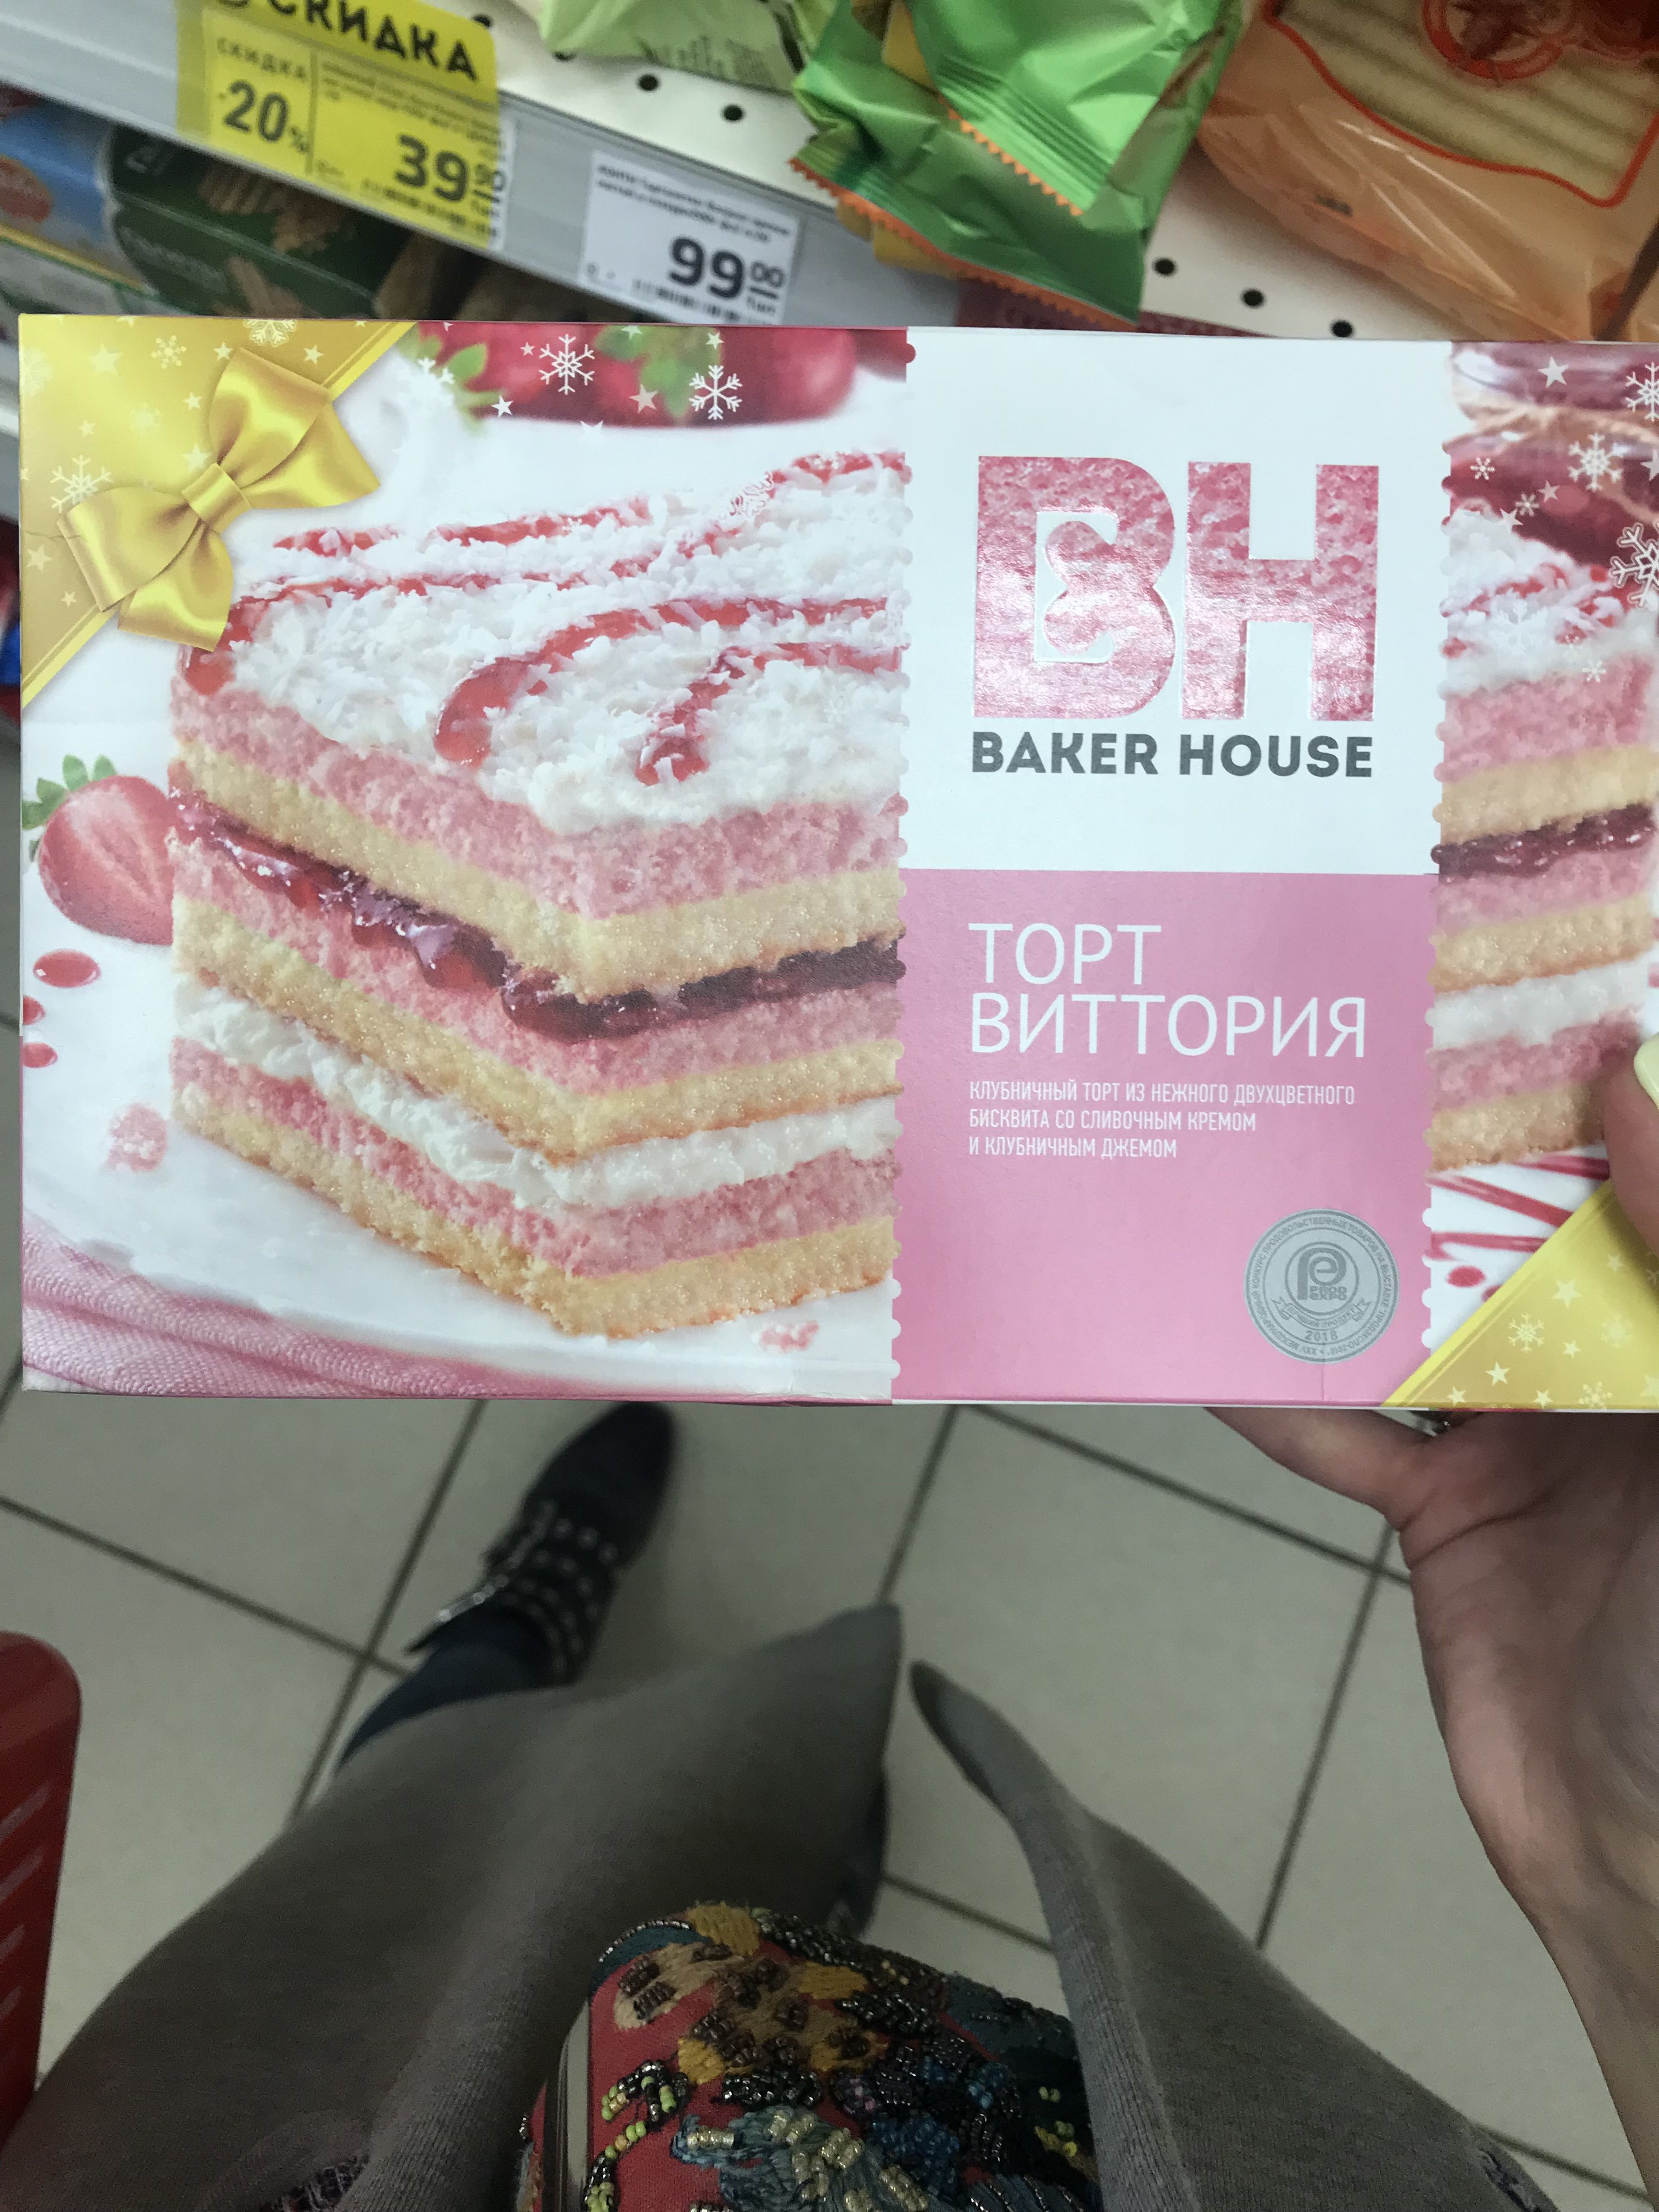 СКИДКА
СКИДКА
-20%
39
99 00
BH
BAKER HOUSE
ТОРТ
ВИТТОРИЯ
КЛУБНИЧНЫЙ ТОРТ ИЗ НЕЖНОГО ДВУХЦВЕТНОГО
БИСКВИТА СО СЛИВОЧНЫМ КРЕМОМ
И КЛУБНИЧНЫМ ДЖЕМОМ
2018